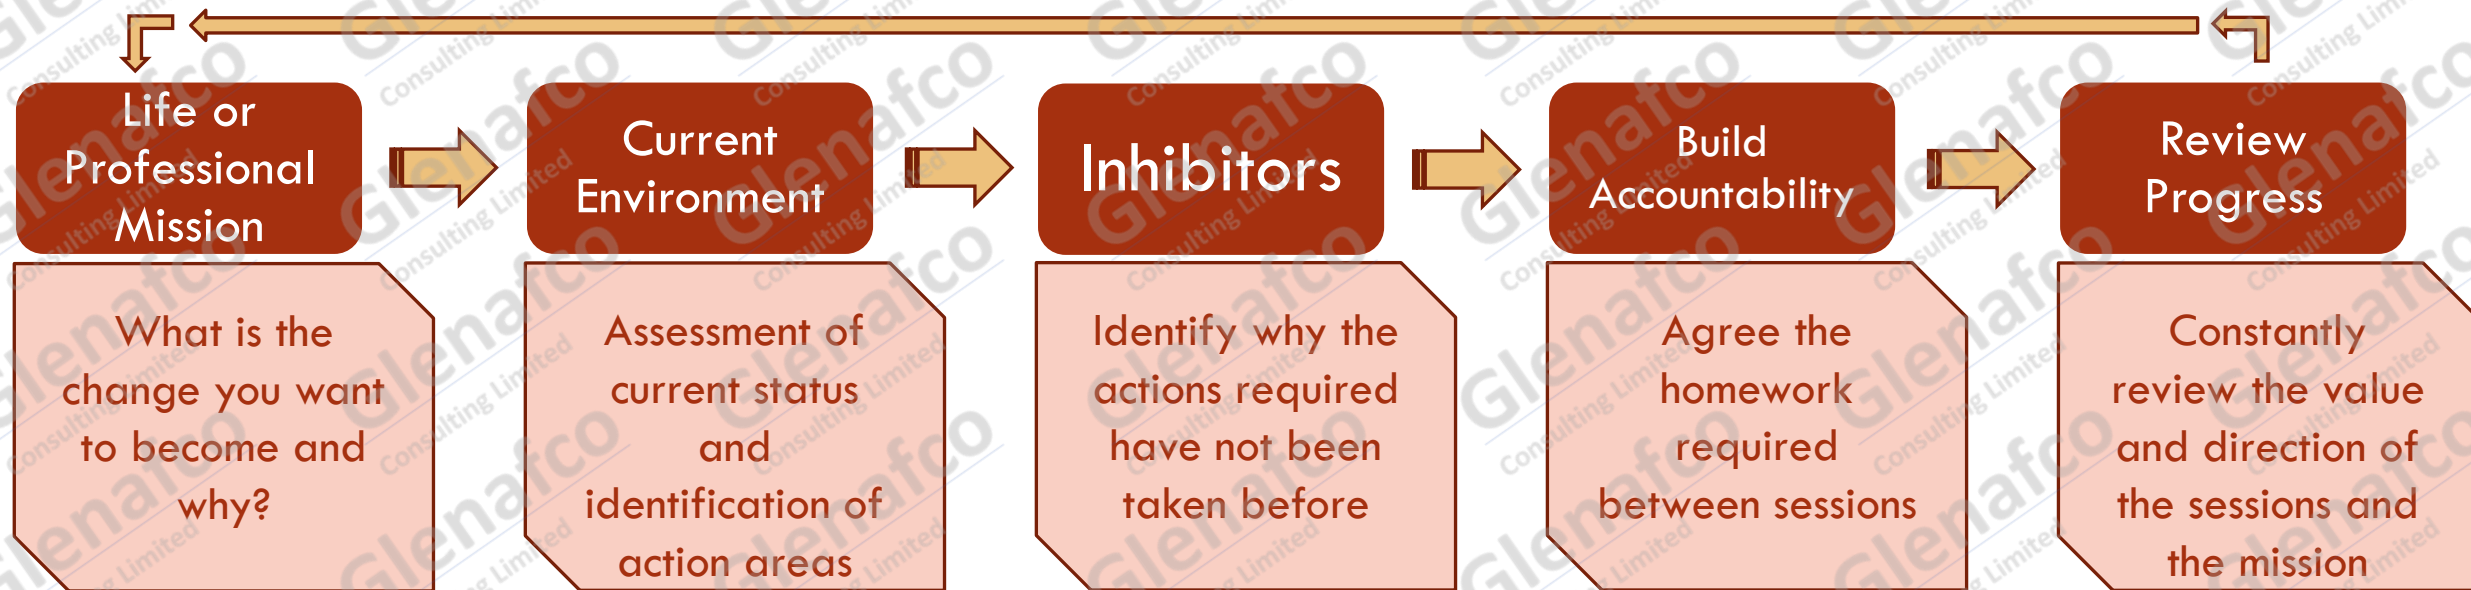 Life or
Professional
Mission
What is the
change you want
to become and
why?
Current
Environment
Assessment of
current status
and
identification of
action areas
Inhibitors
Identify why the
actions required
have not been
taken before
Build
Accountability
Agree the
homework
required
between sessions
Review
Progress
Constantly
review the value
and direction of
the sessions and
the mission
Glenafco
Consulting Limited